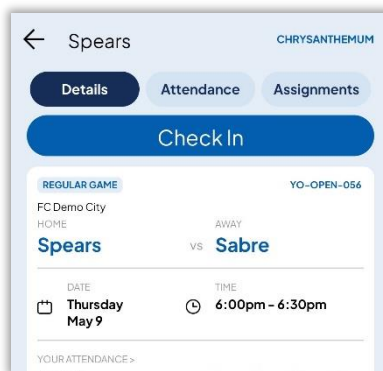 Spears CHRYSANTHEMUM
Details Attendance Assignments
Check In
REGULAR GAME YO-OPEN-056
FC Demo City
HOME AWAY
Spears vs Sabre
DATE TIME
Thursday 6:00pm - 6:30pm
May 9
YOUR ATTENDANCE >